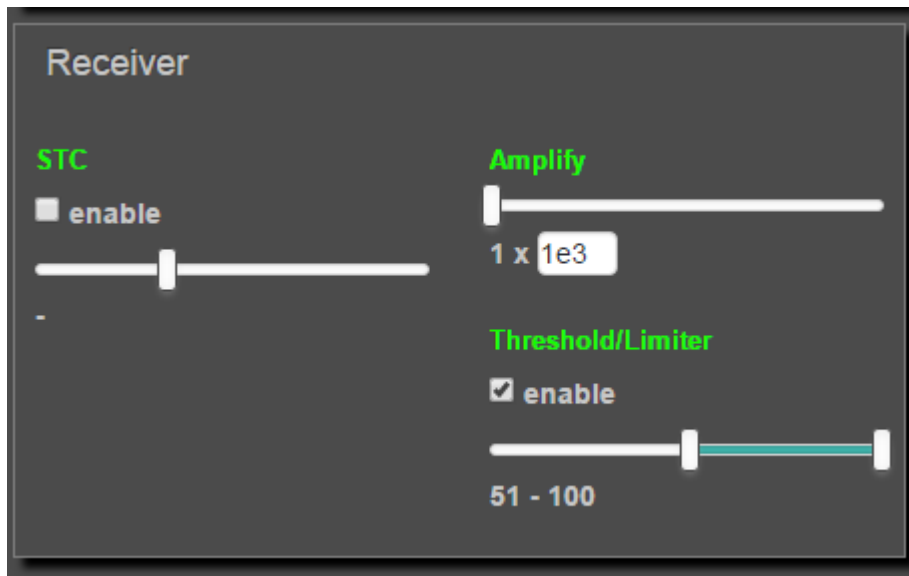 Receiver
STC
enable
-
Amplify
1 x 1e3
Threshold/Limiter
enable
51 - 100